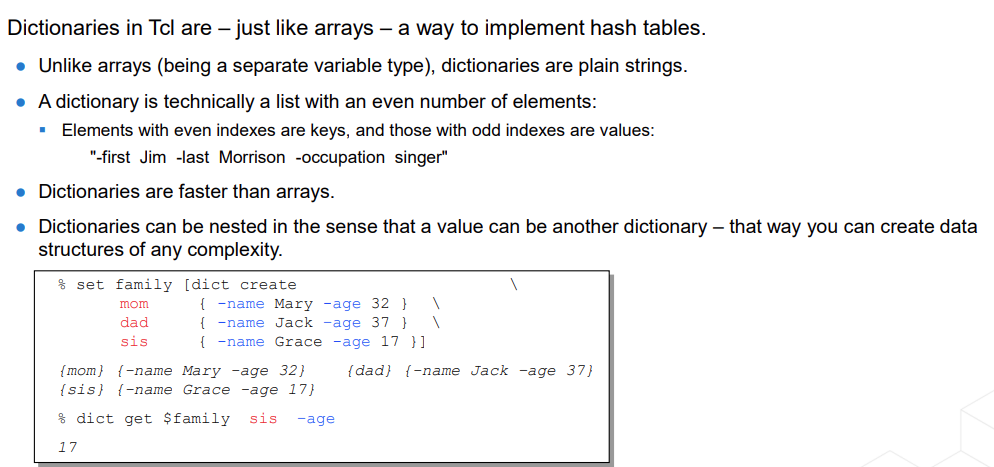 Dictionaries in Tcl are – just like arrays – a way to implement hash tables.
Unlike arrays (being a separate variable type), dictionaries are plain strings.
A dictionary is technically a list with an even number of elements:
Elements with even indexes are keys, and those with odd indexes are values:
"-first Jim -last Morrison -occupation singer"
Dictionaries are faster than arrays.
Dictionaries can be nested in the sense that a value can be another dictionary – that way you can create data
structures of any complexity.
% set family [dict create \
mom { -name Mary -age 32 } \
dad { -name Jack -age 37 } \
sis { -name Grace -age 17 }]
{mom} {-name Mary -age 32} {dad} {-name Jack -age 37}
{sis} {-name Grace -age 17}
% dict get $family sis -age
17